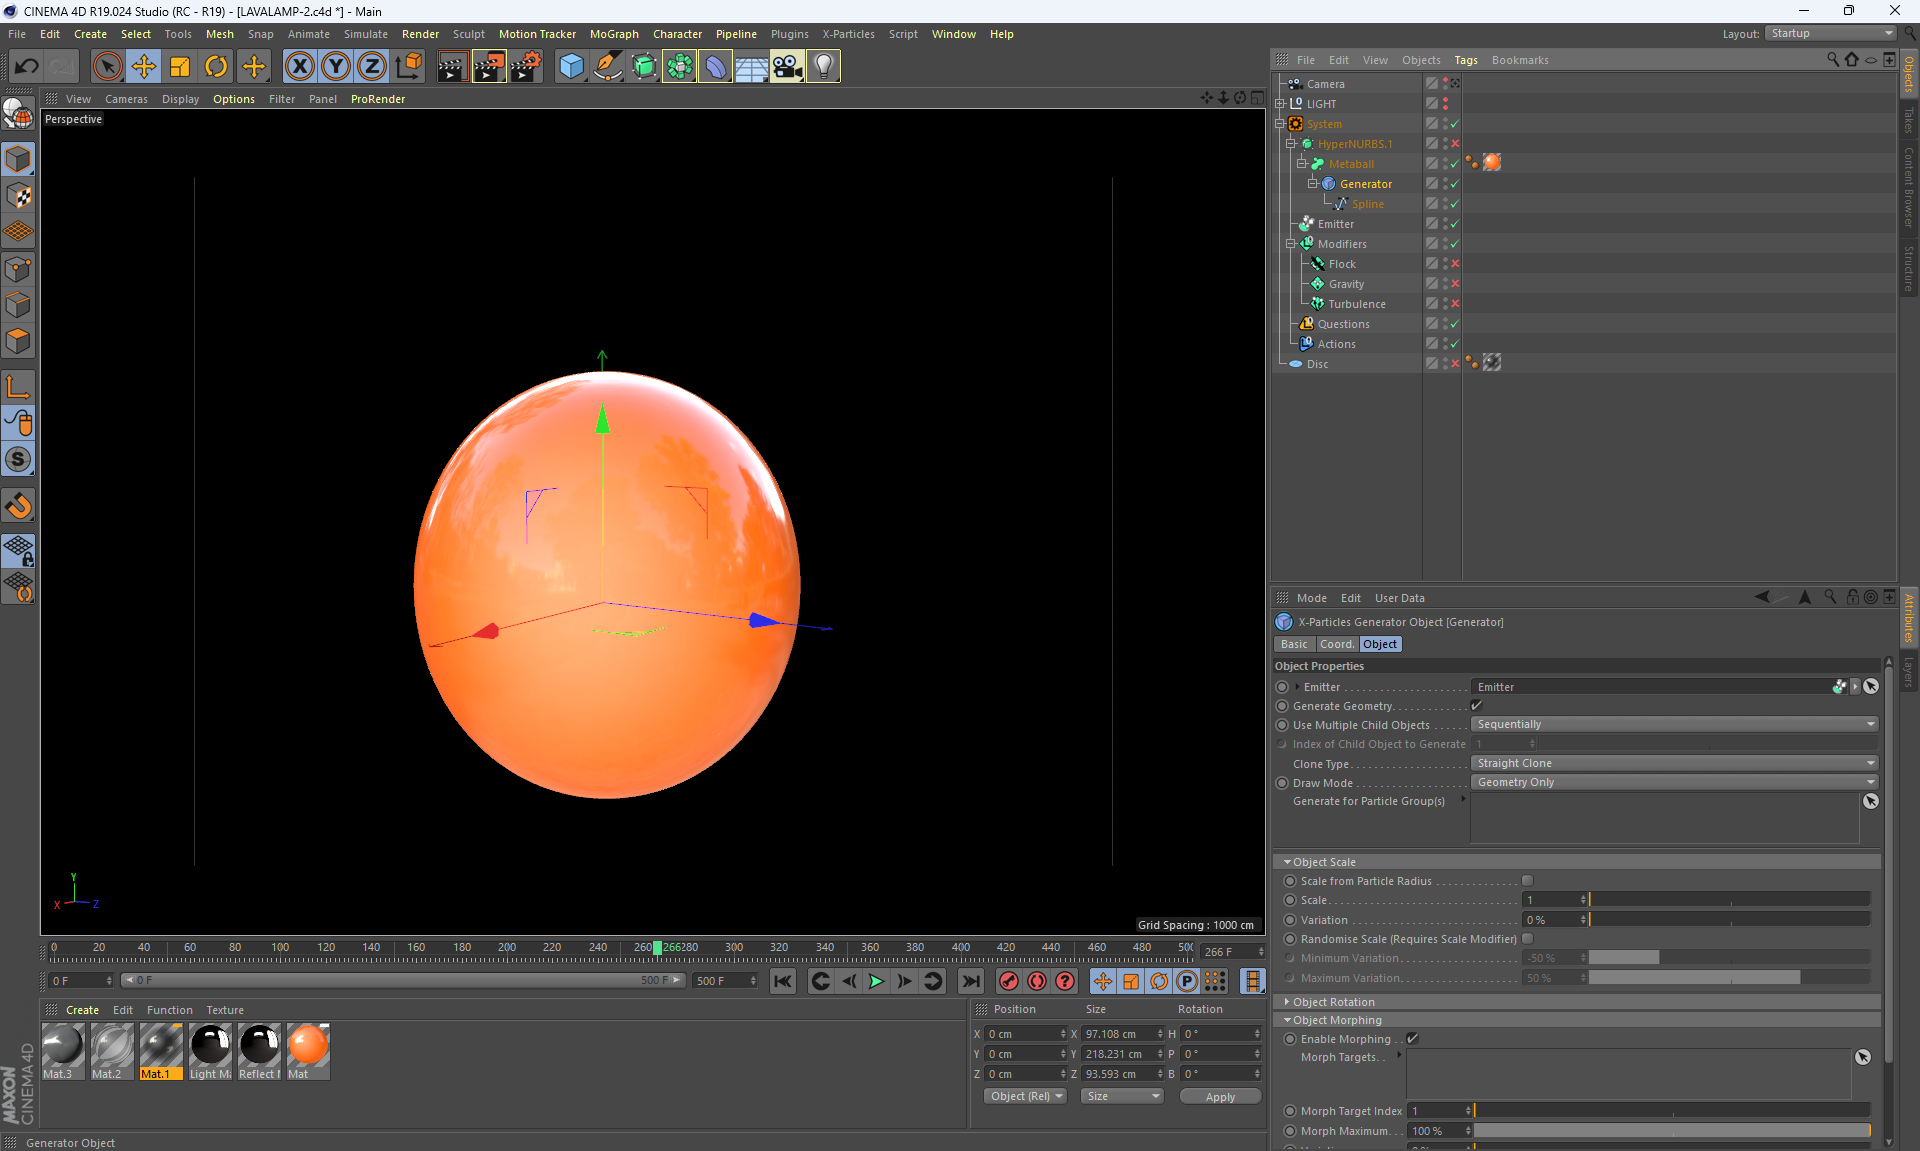 CINEMA 4D R19.024 Studio (RC - R19) - [LAVALAMP-2.c4d *] - Main
File Edit Create Select Tools Mesh Snap Animate Simulate Render Sculpt Motion Tracker MoGraph Character Pipeline Plugins X-Particles Script Window Help
Layout: Startup
File Edit View Objects Tags Bookmarks
Camera
LIGHT
System
HyperNURBS.1
Metaball
Generator
Spline
Emitter
Modifiers
Flock
Gravity
Turbulence
Questions
Actions
Disc
Objects
Takes
Content Browser
Structure
View Cameras Display Options Filter Panel ProRender
Perspective
Y
X Z
Grid Spacing : 1000 cm
Mode Edit User Data
X-Particles Generator Object [Generator]
Basic Coord. Object
Object Properties
Emitter Emitter
Generate Geometry
Use Multiple Child Objects Sequentially
Index of Child Object to Generate 1
Clone Type Straight Clone
Draw Mode Geometry Only
Generate for Particle Group(s)
Object Scale
Scale from Particle Radius
Scale 1
Variation 0 %
Randomise Scale (Requires Scale Modifier)
Minimum Variation -50 %
Maximum Variation 50 %
Object Rotation
Object Morphing
Enable Morphing
Morph Targets
Morph Target Index 1
Morph Maximum 100 %
Attributes
Layers
0 20 40 60 80 100 120 140 160 180 200 220 240 260 266 280 300 320 340 360 380 400 420 440 460 480 500
266 F
0 F 0 F 500 F 500 F
Create Edit Function Texture
Mat.3 Mat.2 Mat.1 Light Mat Reflect Mat
Position Size Rotation
X 0 cm X 97.108 cm H 0 °
Y 0 cm Y 218.231 cm P 0 °
Z 0 cm Z 93.593 cm B 0 °
Object (Rel) Size Apply
MAXON
CINEMA 4D
Generator Object